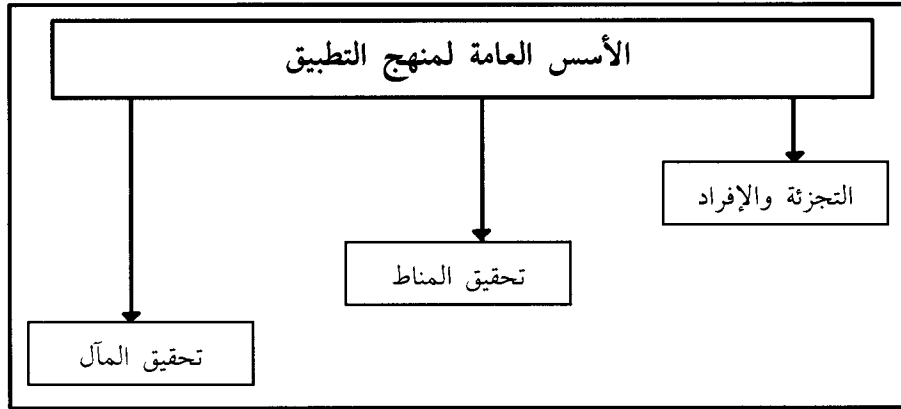 الأسس العامة لمنهج التطبيق
التجزئة والإفراد
تحقيق المناط
تحقيق المآل